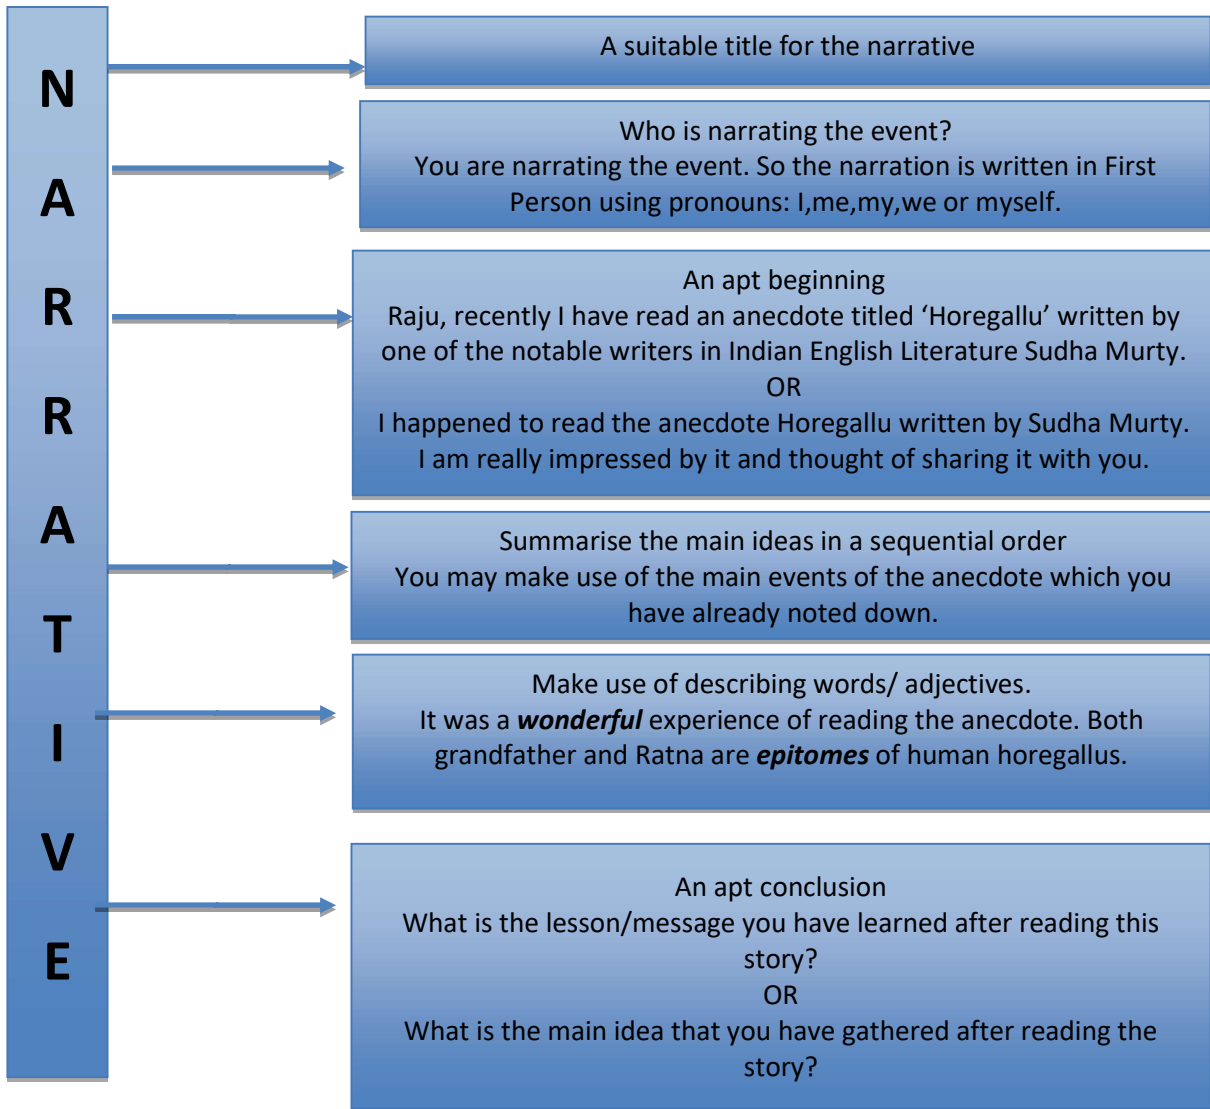 N
A
R
R
A
T
I
V
E
A suitable title for the narrative
Who is narrating the event?
You are narrating the event. So the narration is written in First
Person using pronouns: I,me,my,we or myself.
An apt beginning
Raju, recently I have read an anecdote titled ‘Horegallu’ written by
one of the notable writers in Indian English Literature Sudha Murty.
OR
I happened to read the anecdote Horegallu written by Sudha Murty.
I am really impressed by it and thought of sharing it with you.
Summarise the main ideas in a sequential order
You may make use of the main events of the anecdote which you
have already noted down.
Make use of describing words/ adjectives.
It was a wonderful experience of reading the anecdote. Both
grandfather and Ratna are epitomes of human horegallus.
An apt conclusion
What is the lesson/message you have learned after reading this
story?
OR
What is the main idea that you have gathered after reading the
story?